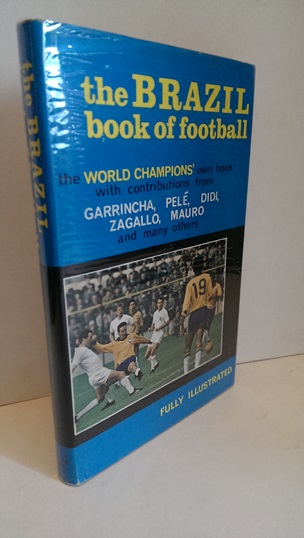 the BRAZIL
the BRAZIL
book of football
the WORLD CHAMPIONS' own book
with contributions from
GARRINCHA, PELÉ, DIDI,
ZAGALLO, MAURO
and many others
19
FULLY ILLUSTRATED